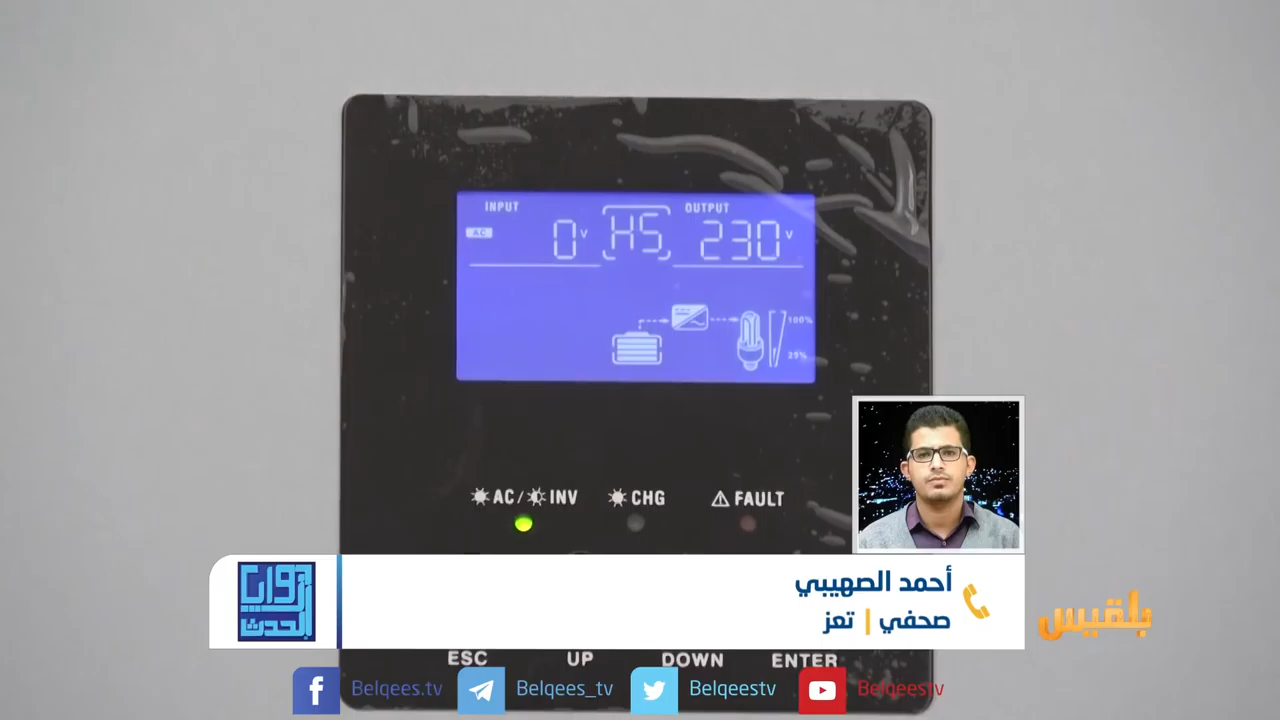 INPUT
OUTPUT
AC
0v
HS
230v
100%
25%
AC/ INV
CHG
FAULT
أحمد الصهيبي
صحفي | تعز
زوايا الحدث
بلقيس
ESC
UP
DOWN
ENTER
Belqees.tv
Belqees_tv
Belqeestv
Belqeestv